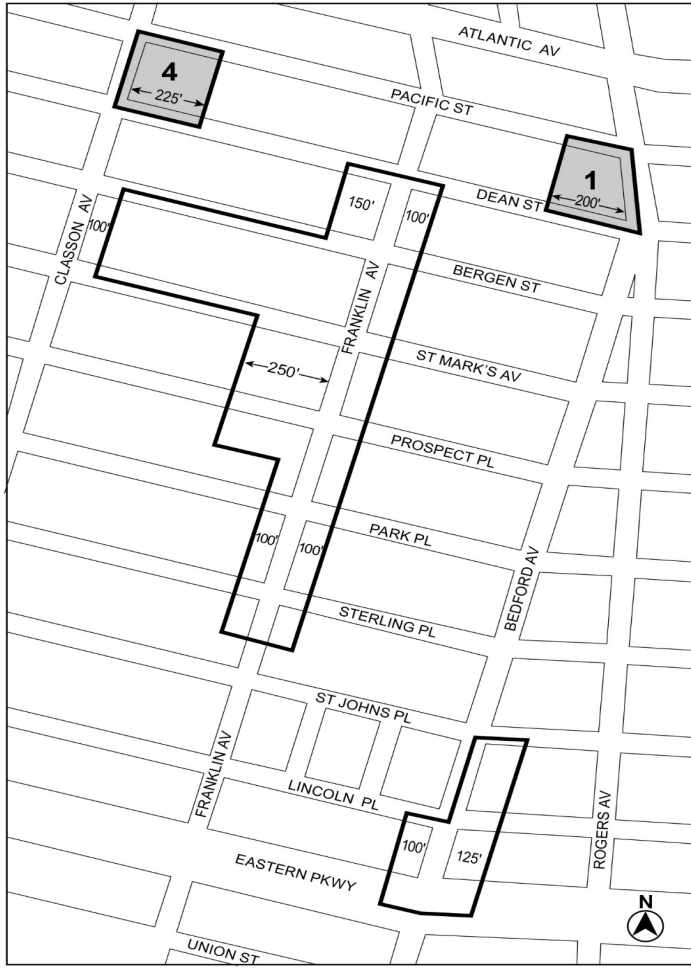 ATLANTIC AV
4
225'
PACIFIC ST
1
200'
DEAN ST
150'
100'
100'
CLASSON AV
BERGEN ST
FRANKLIN AV
ST MARK'S AV
250'
PROSPECT PL
PARK PL
100'
100'
BEDFORD AV
STERLING PL
ST JOHNS PL
FRANKLIN AV
LINCOLN PL
ROGERS AV
100'
125'
EASTERN PKWY
N
UNION ST